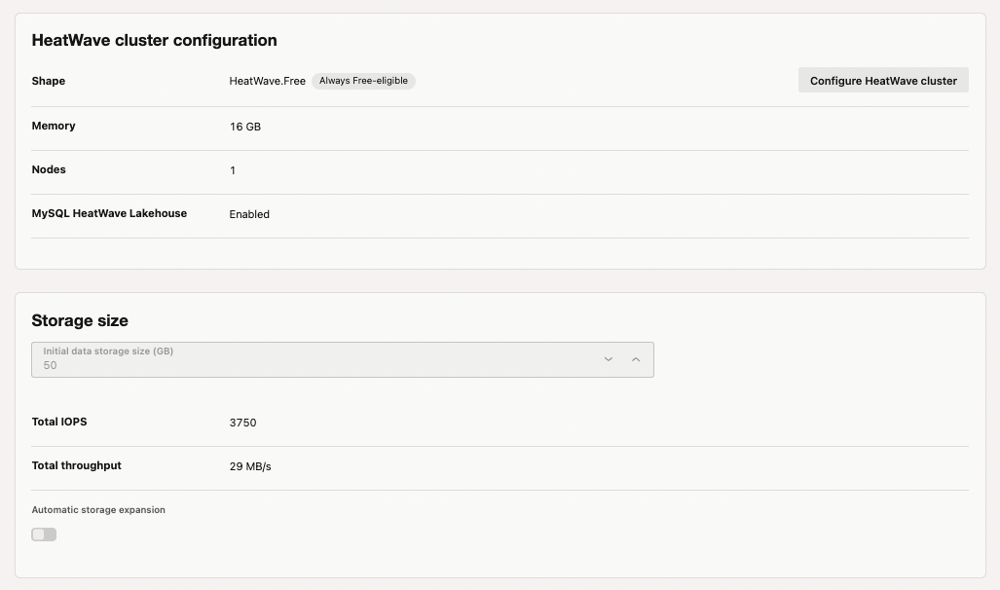 HeatWave cluster configuration
Shape HeatWave.Free Always Free-eligible Configure HeatWave cluster
Memory 16 GB
Nodes 1
MySQL HeatWave Lakehouse Enabled
Storage size
Initial data storage size (GB)
50
Total IOPS 3750
Total throughput 29 MB/s
Automatic storage expansion